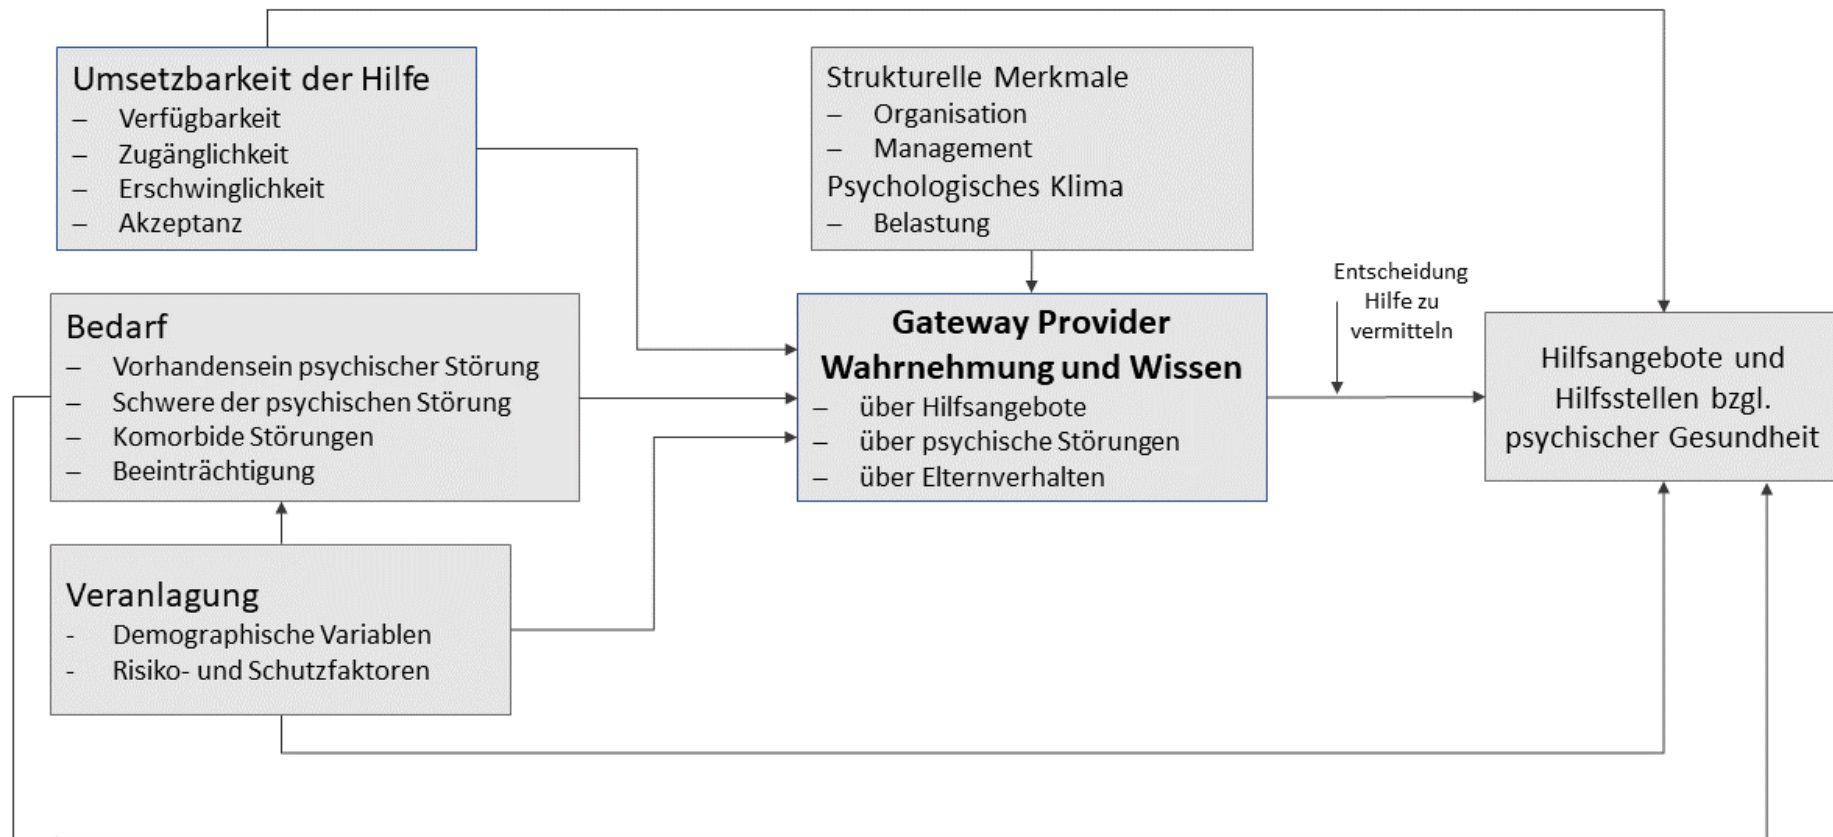 Umsetzbarkeit der Hilfe
– Verfügbarkeit
– Zugänglichkeit
– Erschwinglichkeit
– Akzeptanz
Strukturelle Merkmale
– Organisation
– Management
Psychologisches Klima
– Belastung
Bedarf
– Vorhandensein psychischer Störung
– Schwere der psychischen Störung
– Komorbide Störungen
– Beeinträchtigung
Gateway Provider
Wahrnehmung und Wissen
– über Hilfsangebote
– über psychische Störungen
– über Elternverhalten
Entscheidung
Hilfe zu
vermitteln
Hilfsangebote und
Hilfsstellen bzgl.
psychischer Gesundheit
Veranlagung
- Demographische Variablen
- Risiko- und Schutzfaktoren